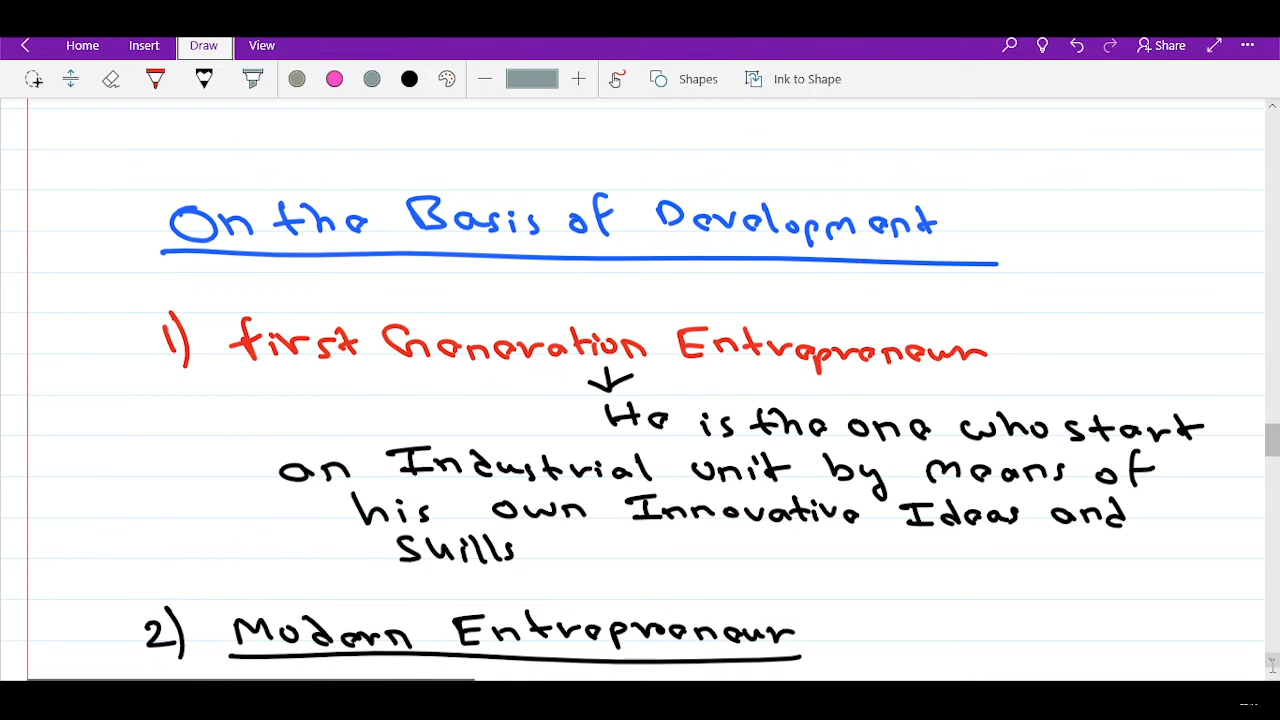 Home Insert Draw View Share
Shapes Ink to Shape
On the Basis of Development
1) first Generation Entrepreneur
He is the one who start
an Industrial unit by means of
his own Innovative Ideas and
Skills
2) Modern Entrepreneur